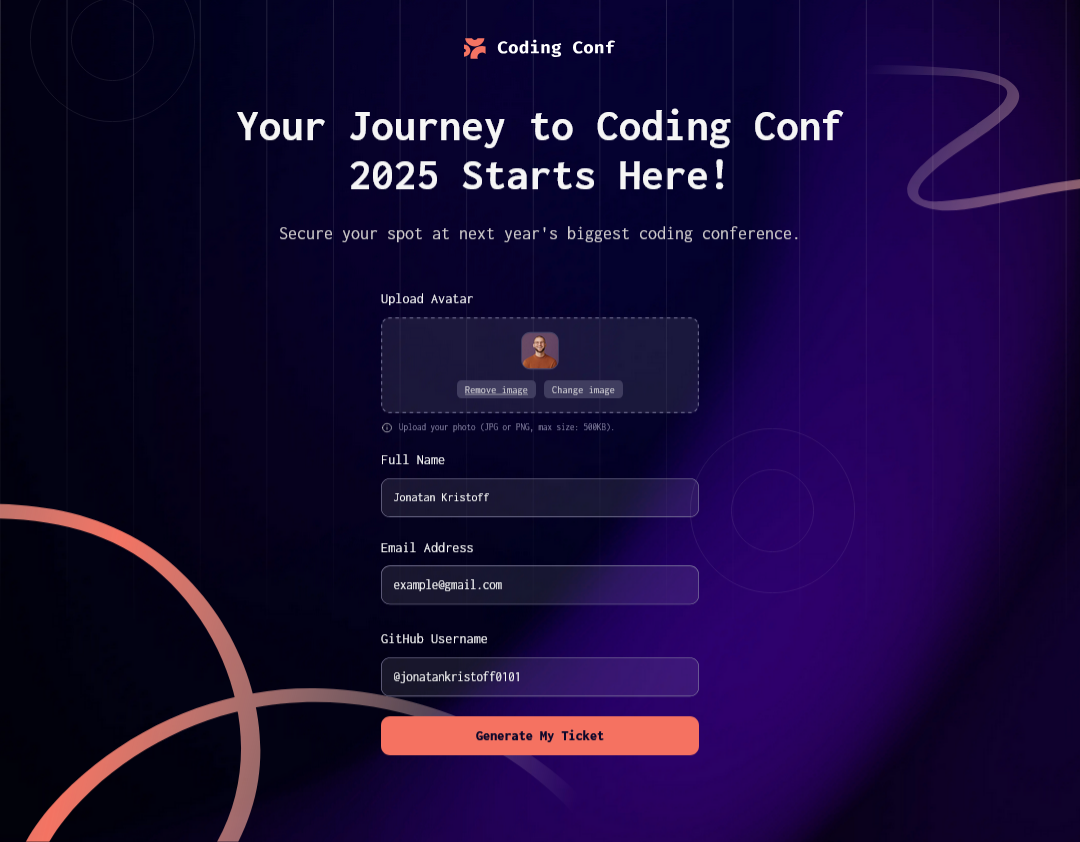 Coding Conf
Your Journey to Coding Conf
2025 Starts Here!
Secure your spot at next year's biggest coding conference.
Upload Avatar
Remove image
Change image
Upload your photo (JPG or PNG, max size: 500KB).
Full Name
Jonatan Kristoff
Email Address
example@gmail.com
GitHub Username
@jonatankristoff0101
Generate My Ticket